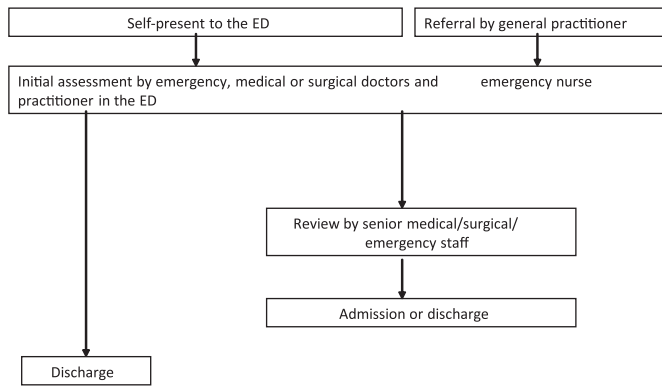 Self-present to the ED
Referral by general practitioner
Initial assessment by emergency, medical or surgical doctors and emergency nurse
practitioner in the ED
Review by senior medical/surgical/
emergency staff
Admission or discharge
Discharge